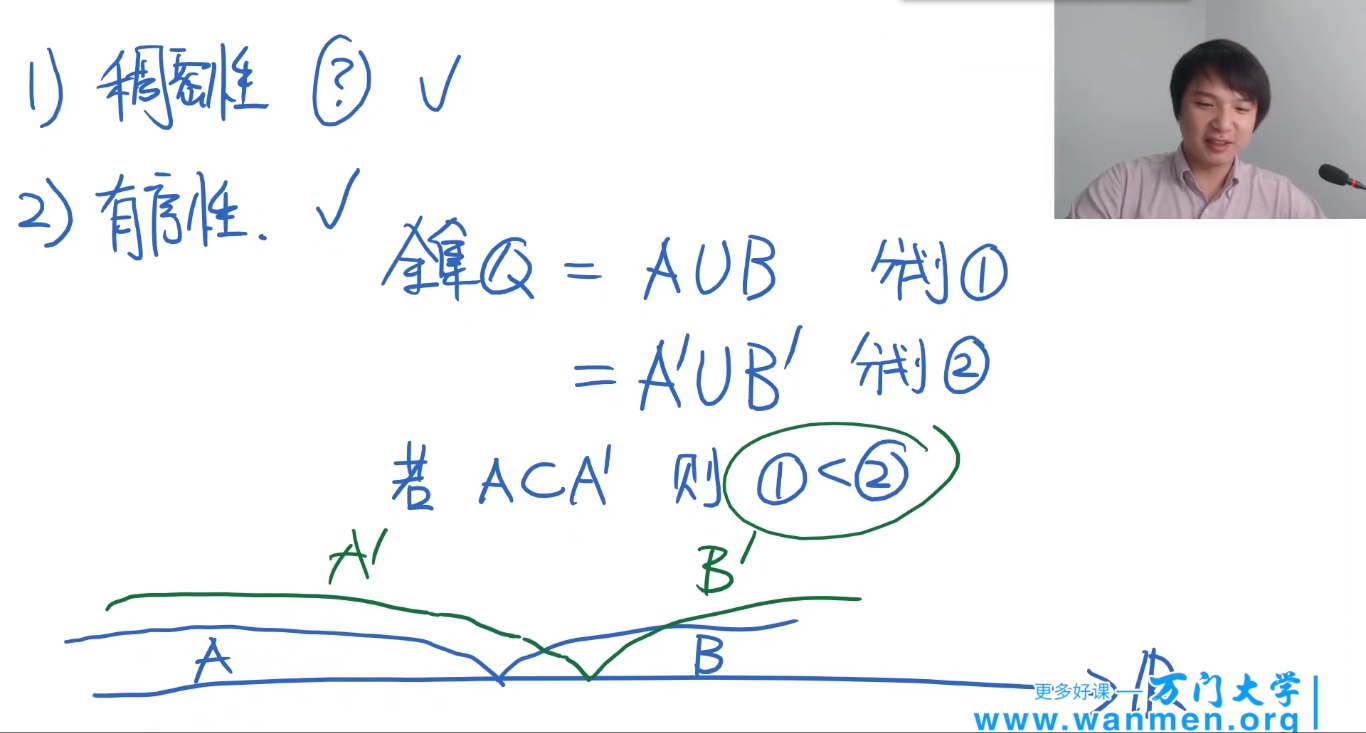 1) 稠密性 ? ✓
2) 有序性. ✓
全集Q = A∪B 分割①
= A'∪B' 分割②
若 A⊂A' 则 ①<②
A' B'
A B
R
更多好课——万门大学
www.wanmen.org